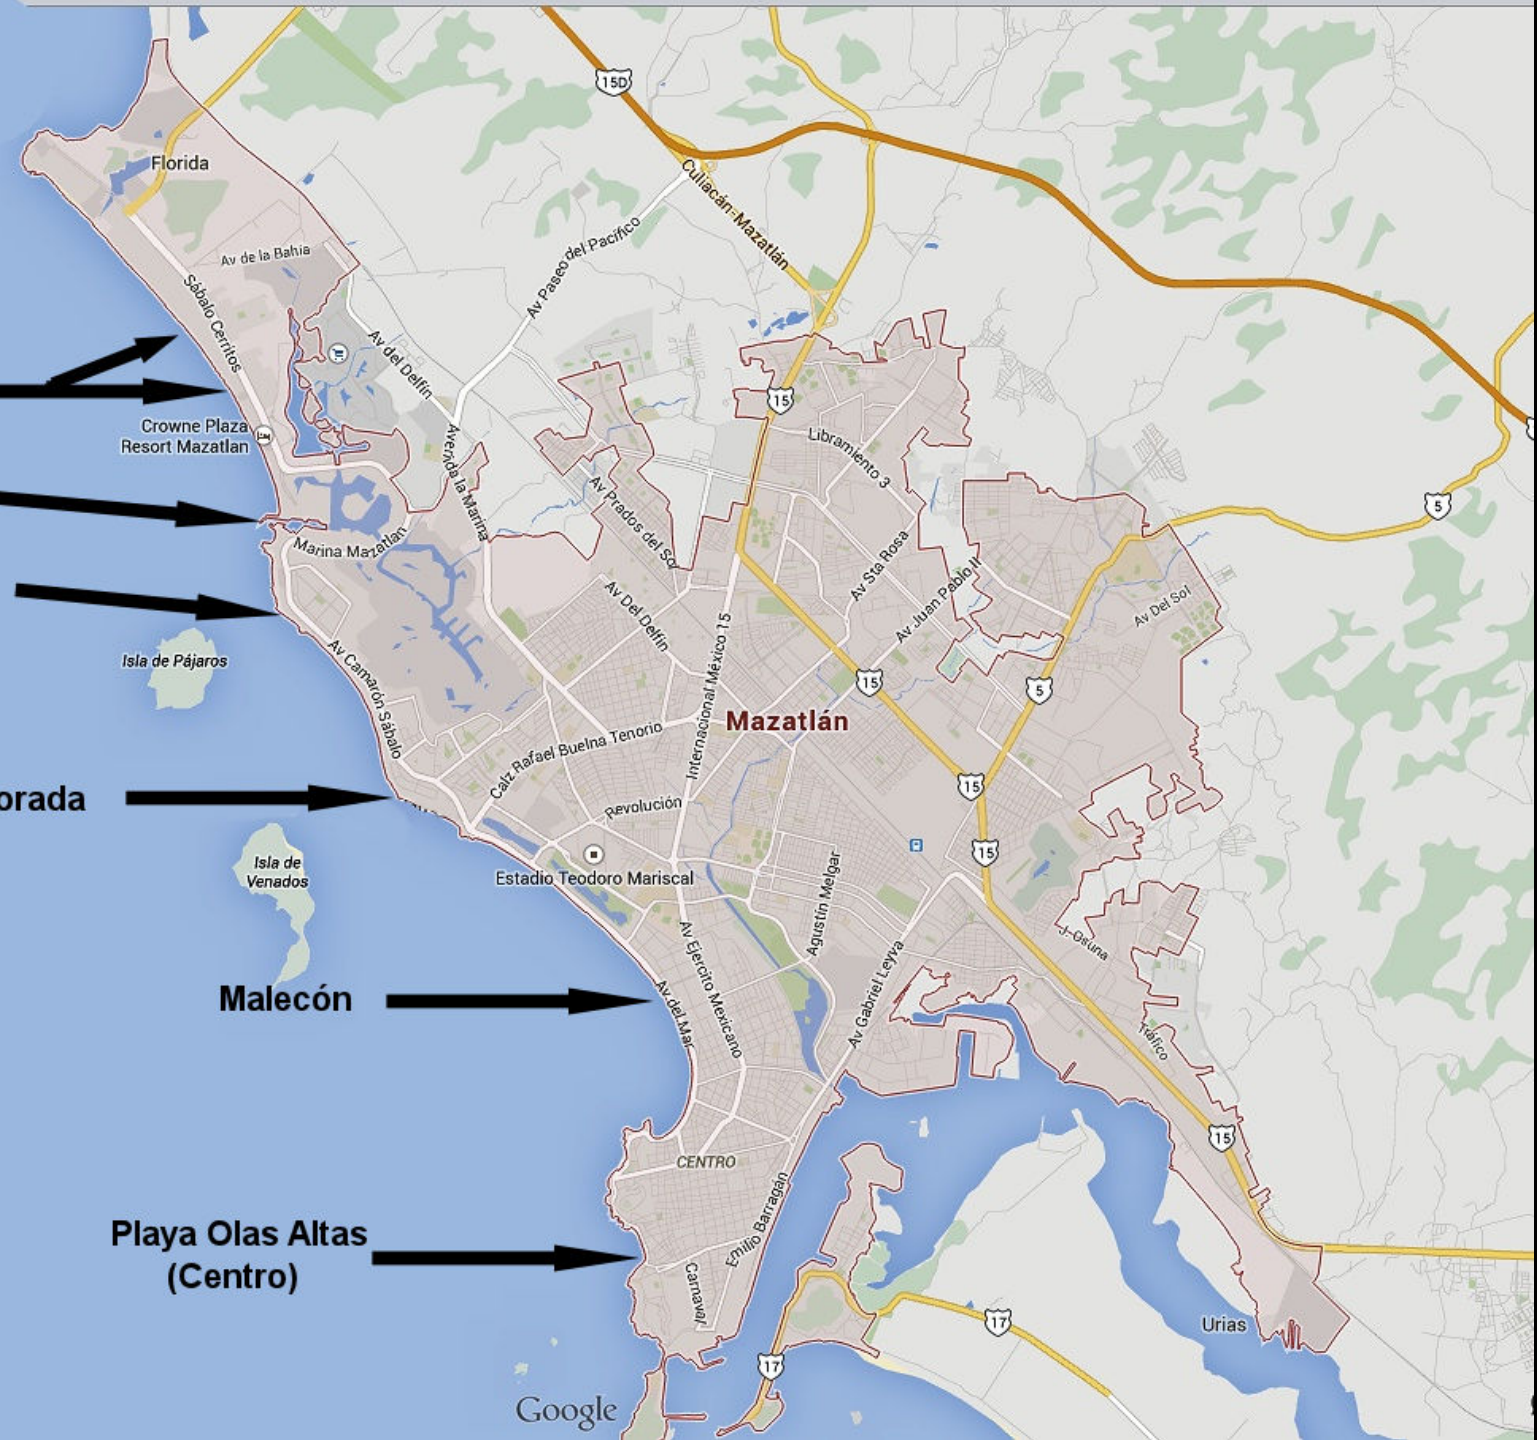 15D
Florida
Culiacán-Mazatlán
Av Paseo del Pacífico
Av de la Bahia
Sábalo Cerritos
Av del Delfín
15
Crowne Plaza
Resort Mazatlan
Avenida la Marina
Libramiento 3
Av Prados del Sol
5
Marina Mazatlan
Av Sta Rosa
Av Juan Pablo II
Av Del Delfín
Av Del Sol
Internacional México 15
Isla de Pájaros
Av Camarón Sábalo
15
5
Mazatlán
Calz Rafael Buelna Tenorio
15
orada
Revolución
15
Isla de
Venados
Estadio Teodoro Mariscal
Agustín Melgar
Av Ejercito Mexicano
J. Osuna
Av Gabriel Leyva
Malecón
Av del Mar
Tráfico
15
CENTRO
Emilio Barragán
Playa Olas Altas
(Centro)
Carnaval
17
Urias
17
Google